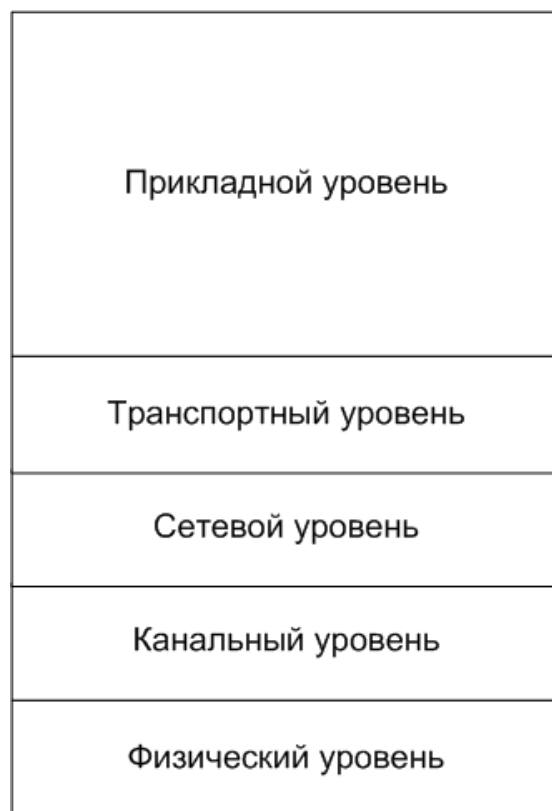 Прикладной уровень
Транспортный уровень
Сетевой уровень
Канальный уровень
Физический уровень